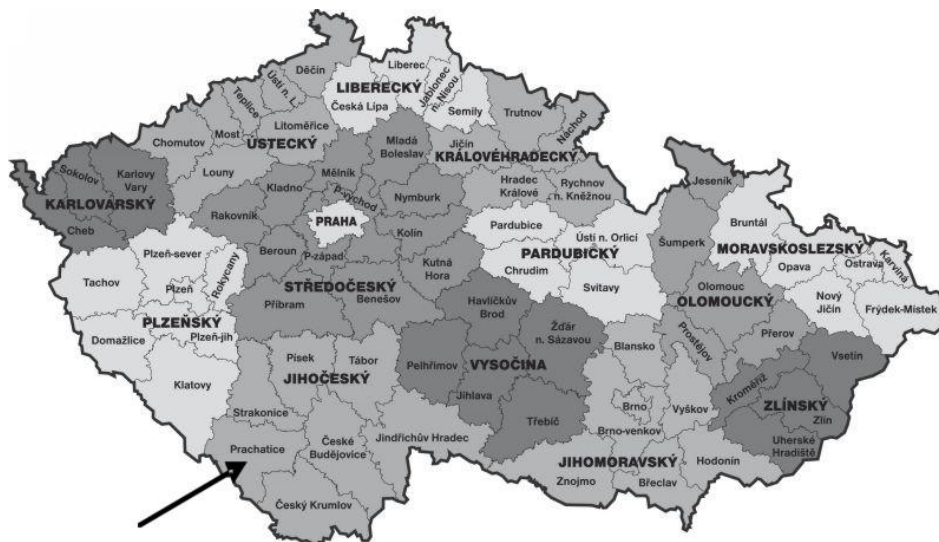 Děčín
Ústí n. L.
Teplice
Most
Chomutov
Litoměřice
ÚSTECKÝ
Louny
Liberec
LIBERECKÝ
Jablonec
n. Nisou
Česká Lípa
Semily
Trutnov
Náchod
Jičín
KRÁLOVÉHRADECKÝ
Hradec
Králové
Rychnov
n. Kněžnou
Sokolov
Karlovy
Vary
KARLOVARSKÝ
Cheb
Mladá
Boleslav
Mělník
Kladno
Rakovník
P-východ
Nymburk
PRAHA
Kolín
Beroun
P-západ
Kutná
Hora
STŘEDOČESKÝ
Příbram
Benešov
Plzeň-sever
Rokycany
Tachov
Plzeň
PLZEŇSKÝ
Plzeň-jih
Domažlice
Klatovy
Pardubice
Ústí n. Orlicí
PARDUBICKÝ
Chrudim
Svitavy
Jeseník
Šumperk
Olomouc
OLOMOUCKÝ
Prostějov
Přerov
Bruntál
MORAVSKOSLEZSKÝ
Opava
Ostrava
Karviná
Nový
Jičín
Frýdek-Místek
Havlíčkův
Brod
Žďár
n. Sázavou
Pelhřimov
VYSOČINA
Jihlava
Třebíč
Písek
Tábor
JIHOČESKÝ
Strakonice
Prachatice
České
Budějovice
Jindřichův Hradec
Český Krumlov
Blansko
Brno
Vyškov
Brno-venkov
JIHOMORAVSKÝ
Hodonín
Znojmo
Břeclav
Vsetín
Kroměříž
ZLÍNSKÝ
Zlín
Uherské
Hradiště